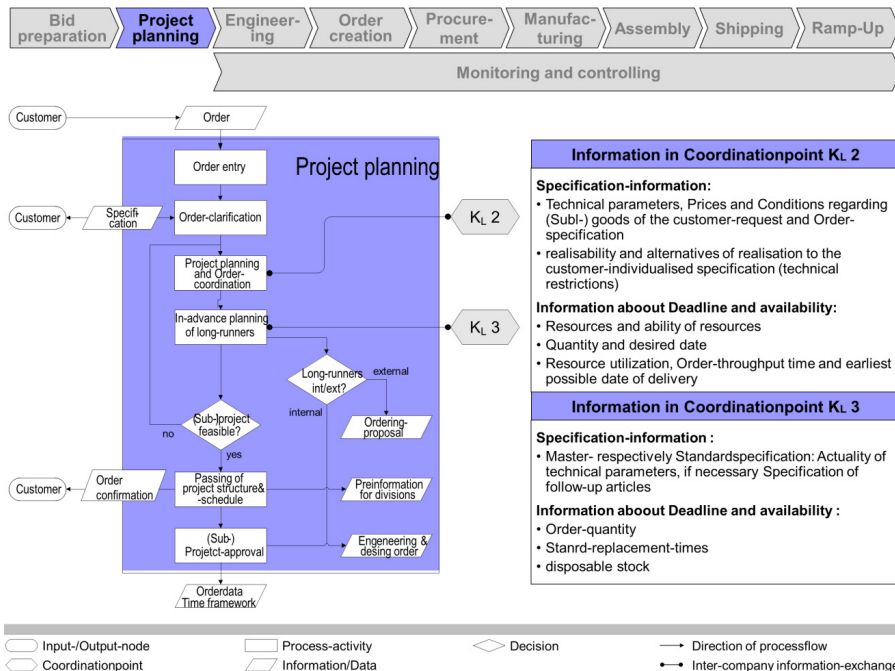 Bid
preparation
Project
planning
Engineer-
ing
Order
creation
Procure-
ment
Manufac-
turing
Assembly
Shipping
Ramp-Up
Monitoring and controlling
Customer
Order
Project planning
Order entry
Customer
Specifi-
cation
Order-clarification
K L 2
Project planning
and Order-
coordination
In-advance planning
of long-runners
K L 3
Long-runners
int/ext?
external
internal
Ordering-
proposal
(Sub-)project
feasible?
no
yes
Customer
Order
confirmation
Passing of
project structure&
-schedule
Preinformation
for divisions
(Sub-)
Projetct-approval
Engeneering &
desing order
Orderdata
Time framework
Information in Coordinationpoint K L 2
Specification-information:
• Technical parameters, Prices and Conditions regarding
(Sub-) goods of the customer-request and Order-
specification
• realisability and alternatives of realisation to the
customer-individualised specification (technical
restrictions)
Information aboout Deadline and availability:
• Resources and ability of resources
• Quantity and desired date
• Resource utilization, Order-throughput time and earliest
possible date of delivery
Information in Coordinationpoint K L 3
Specification-information :
• Master- respectively Standardspecification: Actuality of
technical parameters, if necessary Specification of
follow-up articles
Information about Deadline and availability :
• Order-quantity
• Stanrd-replacement-times
• disposable stock
Input-/Output-node
Process-activity
Decision
Direction of processflow
Coordinationpoint
Information/Data
Inter-company information-exchange